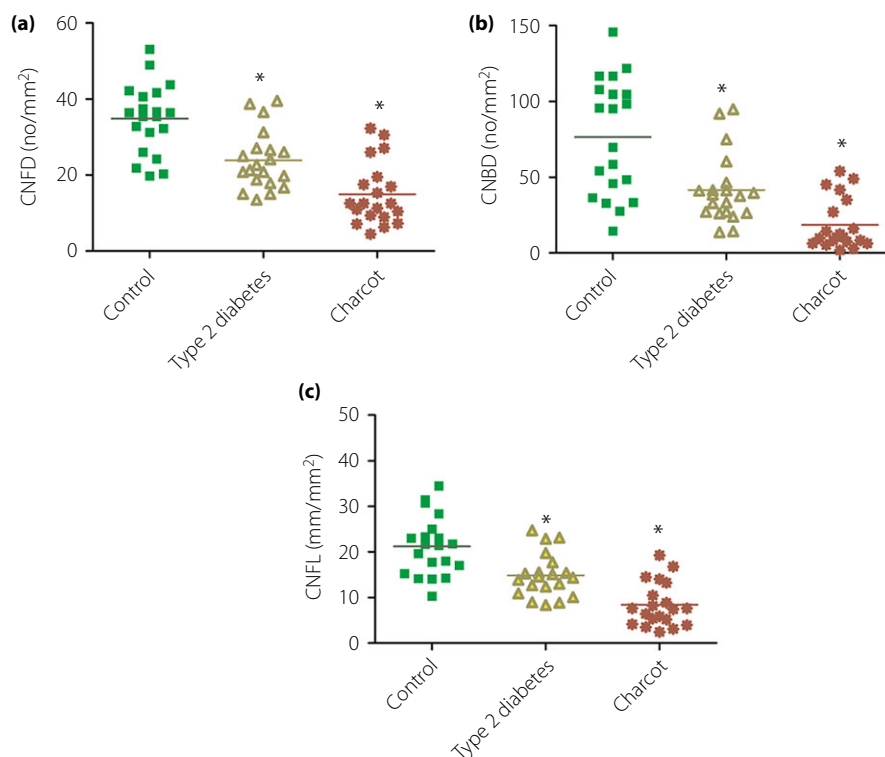 (a)
CNFD (no/mm²)
60
40
20
0
*
*
Control
Type 2 diabetes
Charcot
(b)
CNBD (no/mm²)
150
100
50
0
*
*
Control
Type 2 diabetes
Charcot
(c)
CNFL (mm/mm²)
50
40
30
20
10
0
*
*
Control
Type 2 diabetes
Charcot